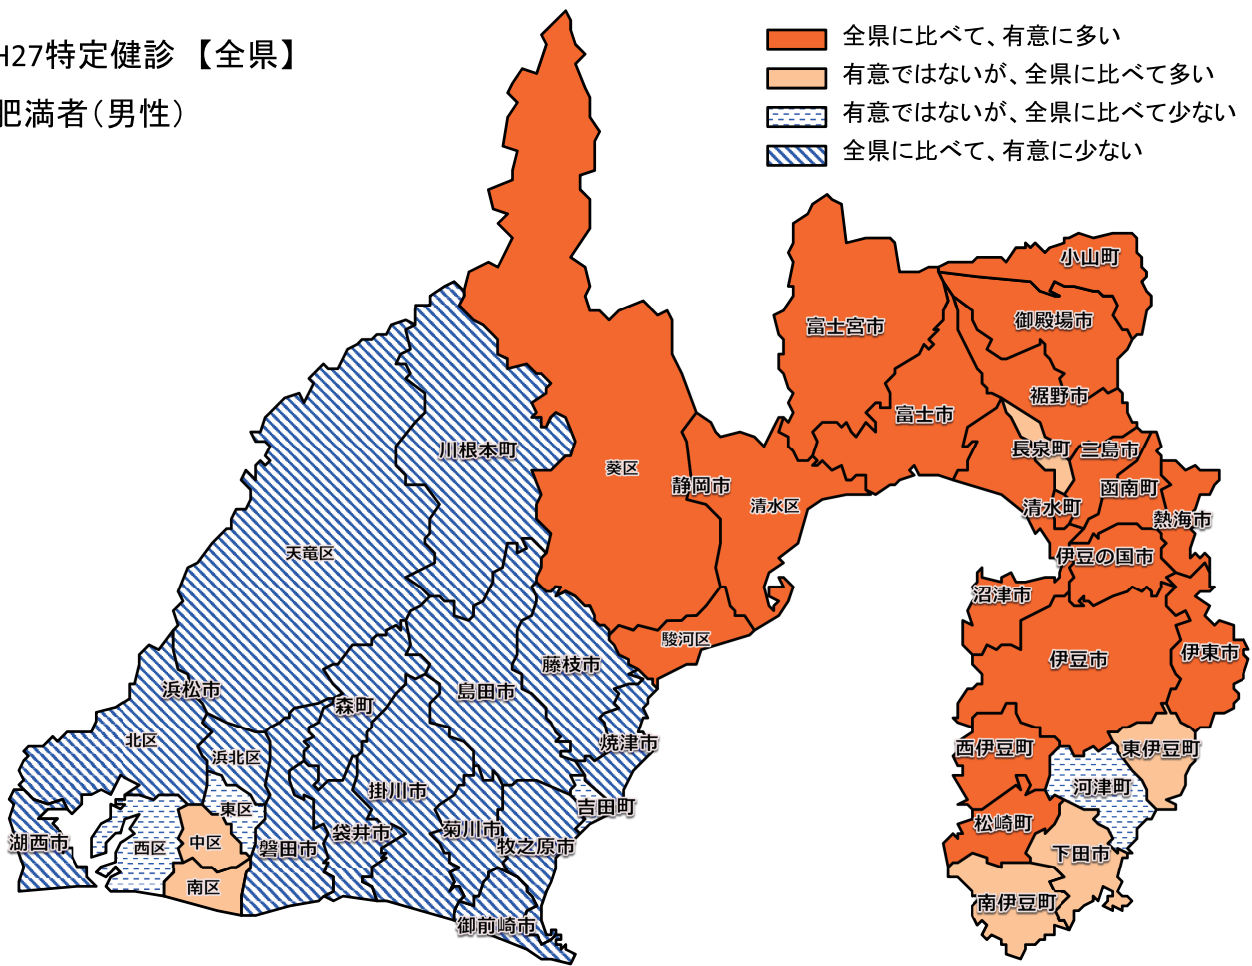 H27特定健診 【全県】
肥満者（男性）
全県に比べて、有意に多い
有意ではないが、全県に比べて多い
有意ではないが、全県に比べて少ない
全県に比べて、有意に少ない
小山町
御殿場市
富士宮市
裾野市
富士市
長泉町
三島市
川根本町
葵区
静岡市
清水区
函南町
清水町
熱海市
天竜区
伊豆の国市
沼津市
駿河区
伊豆市
伊東市
藤枝市
浜松市
島田市
森町
北区
焼津市
西伊豆町
東伊豆町
浜北区
河津町
掛川市
東区
吉田町
松崎町
湖西市
中区
西区
磐田市
袋井市
菊川市
牧之原市
下田市
南区
南伊豆町
御前崎市